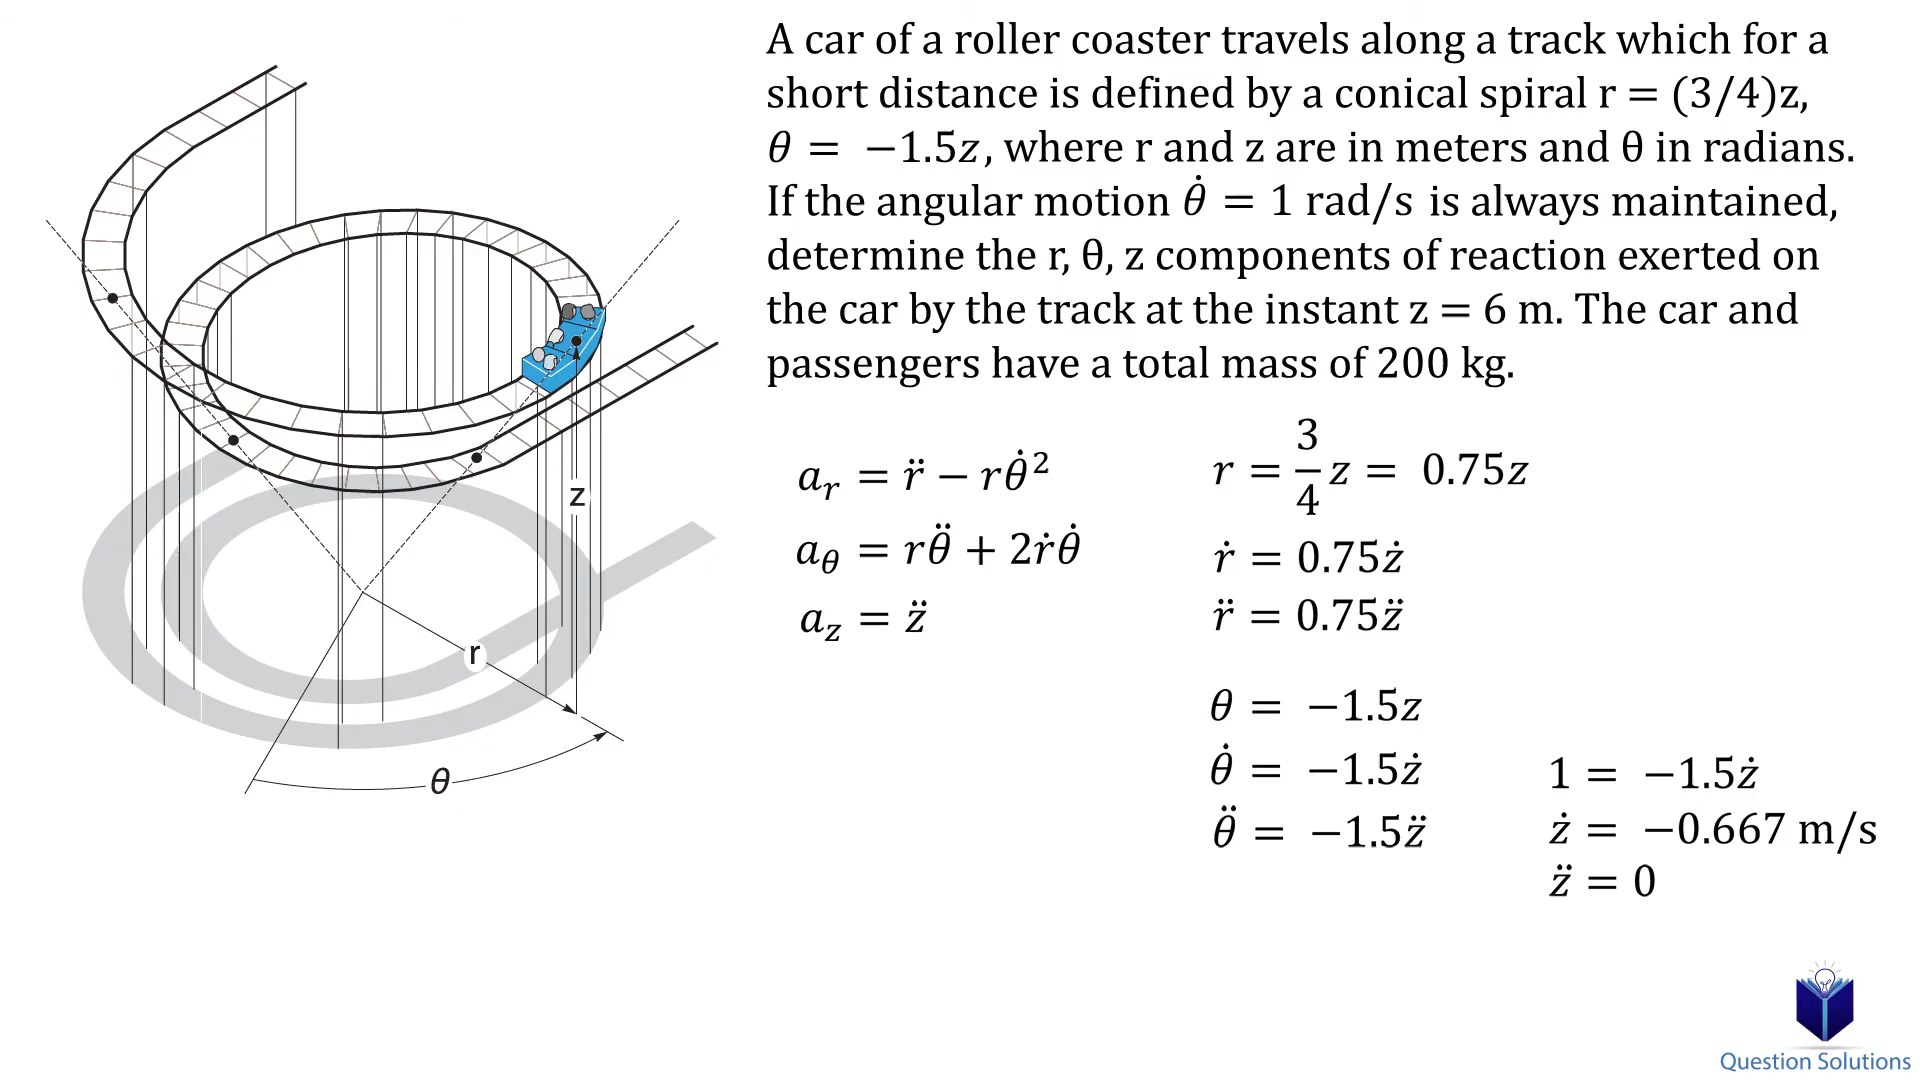 A car of a roller coaster travels along a track which for a
short distance is defined by a conical spiral r = (3/4)z,
θ = −1.5z, where r and z are in meters and θ in radians.
If the angular motion θ̇ = 1 rad/s is always maintained,
determine the r, θ, z components of reaction exerted on
the car by the track at the instant z = 6 m. The car and
passengers have a total mass of 200 kg.
a_r = r̈ − rθ̇²
a_θ = rθ̈ + 2ṙθ̇
a_z = z̈
r = 3/4 z = 0.75z
ṙ = 0.75ż
r̈ = 0.75z̈
θ = −1.5z
θ̇ = −1.5ż
θ̈ = −1.5z̈
1 = −1.5ż
ż = −0.667 m/s
z̈ = 0
z
r
θ
Question Solutions